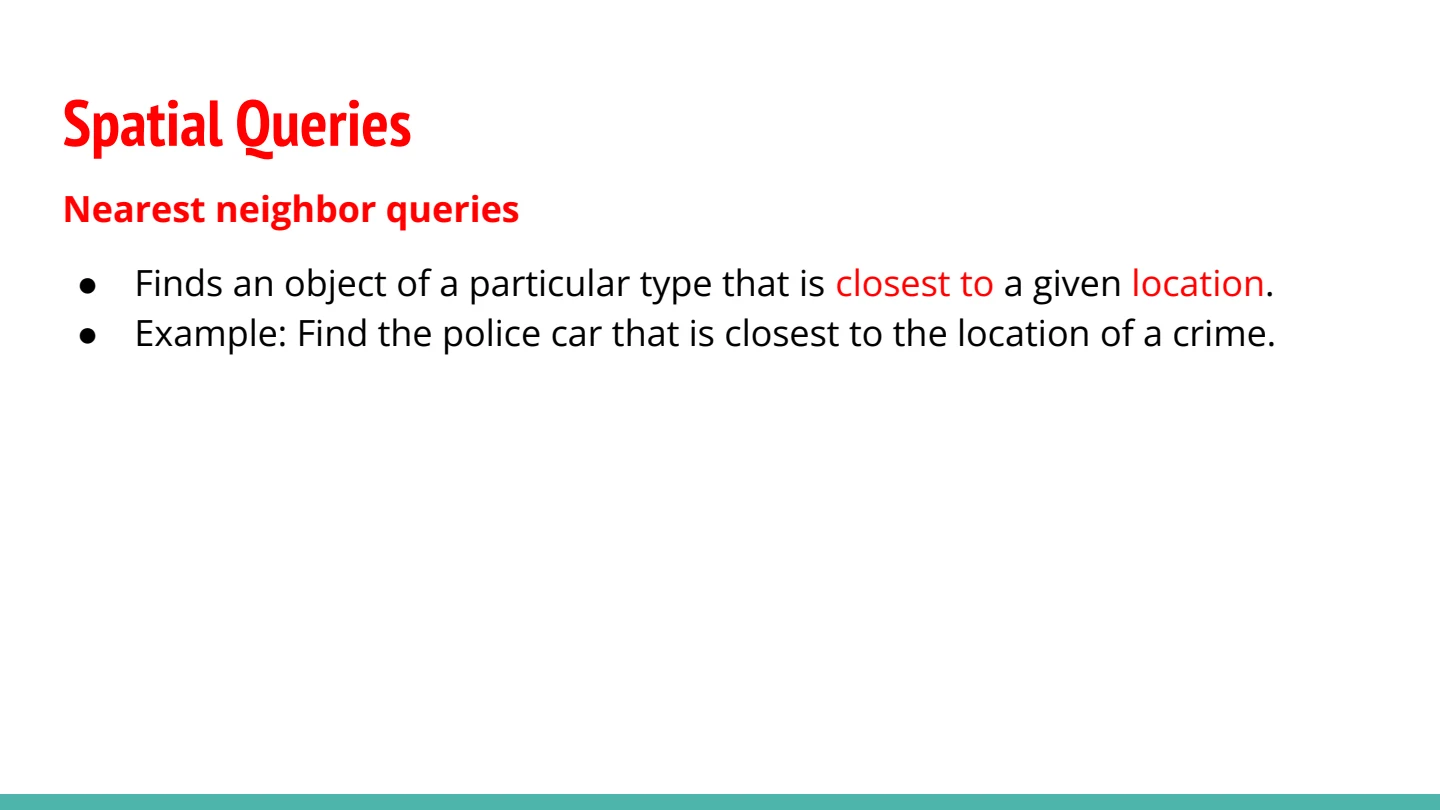 Spatial Queries
Nearest neighbor queries
● Finds an object of a particular type that is closest to a given location.
● Example: Find the police car that is closest to the location of a crime.